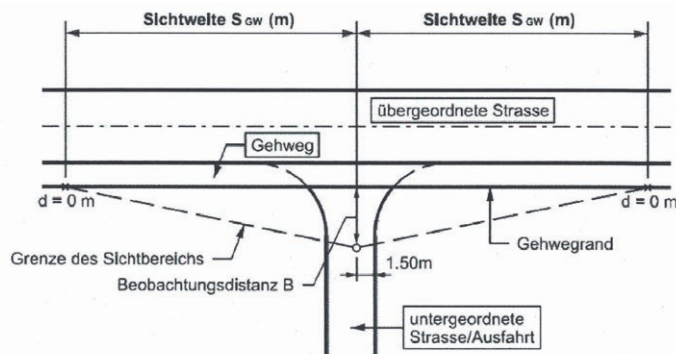 Sichtweite S GW (m)
Sichtweite S GW (m)
übergeordnete Strasse
Gehweg
d = 0 m
d = 0 m
Gehwegrand
Grenze des Sichtbereichs
1.50m
Beobachtungsdistanz B
untergeordnete
Strasse/Ausfahrt